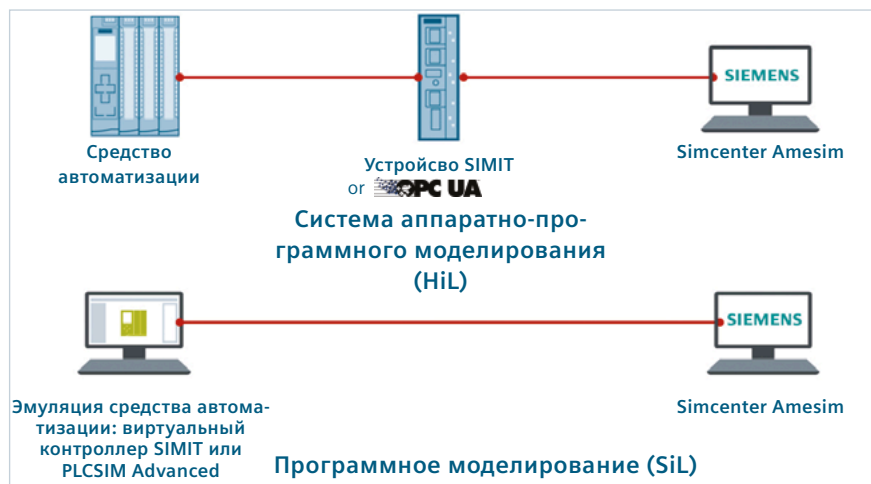 SIEMENS
Средство
автоматизации
Устройсво SIMIT
or OPC UA
Simcenter Amesim
Система аппаратно-про-
граммного моделирования
(HiL)
SIEMENS
Эмуляция средства автома-
тизации: виртуальный
контроллер SIMIT или
PLCSIM Advanced
Simcenter Amesim
Программное моделирование (SiL)